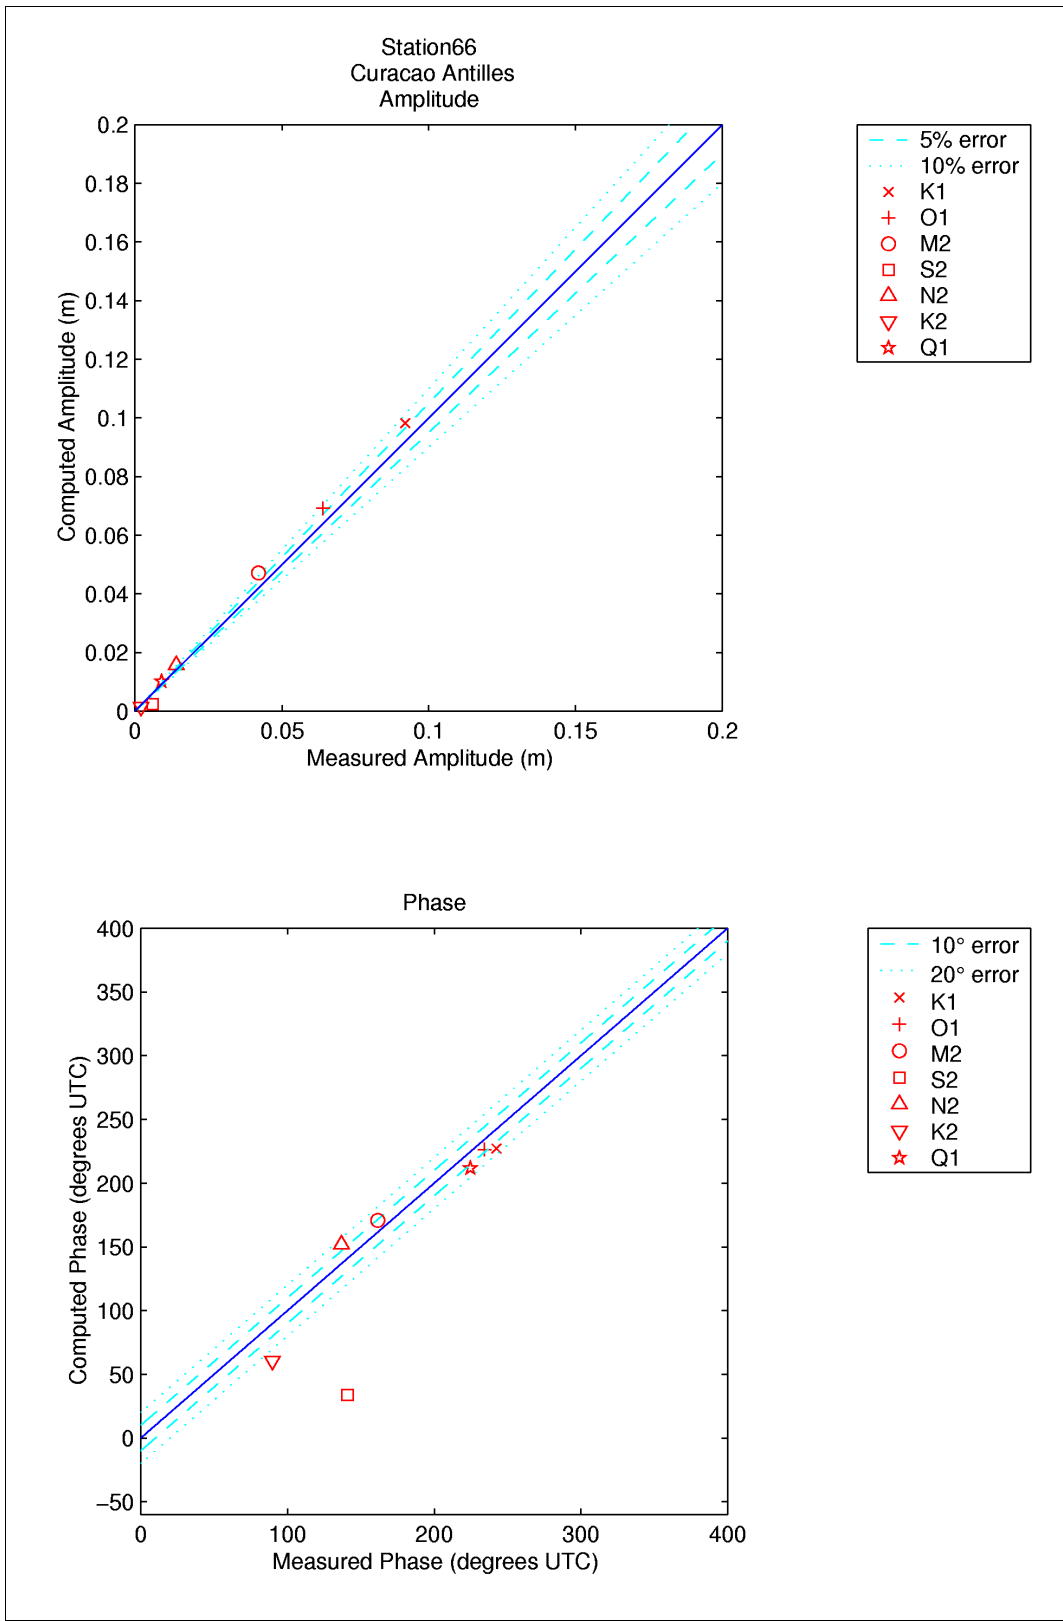 Station66
Curacao Antilles
Amplitude
0.2
0.18
0.16
0.14
0.12
0.1
0.08
0.06
0.04
0.02
0
Computed Amplitude (m)
0 0.05 0.1 0.15 0.2
Measured Amplitude (m)
5% error
10% error
K1
O1
M2
S2
N2
K2
Q1
Phase
400
350
300
250
200
150
100
50
0
−50
Computed Phase (degrees UTC)
0 100 200 300 400
Measured Phase (degrees UTC)
10° error
20° error
K1
O1
M2
S2
N2
K2
Q1